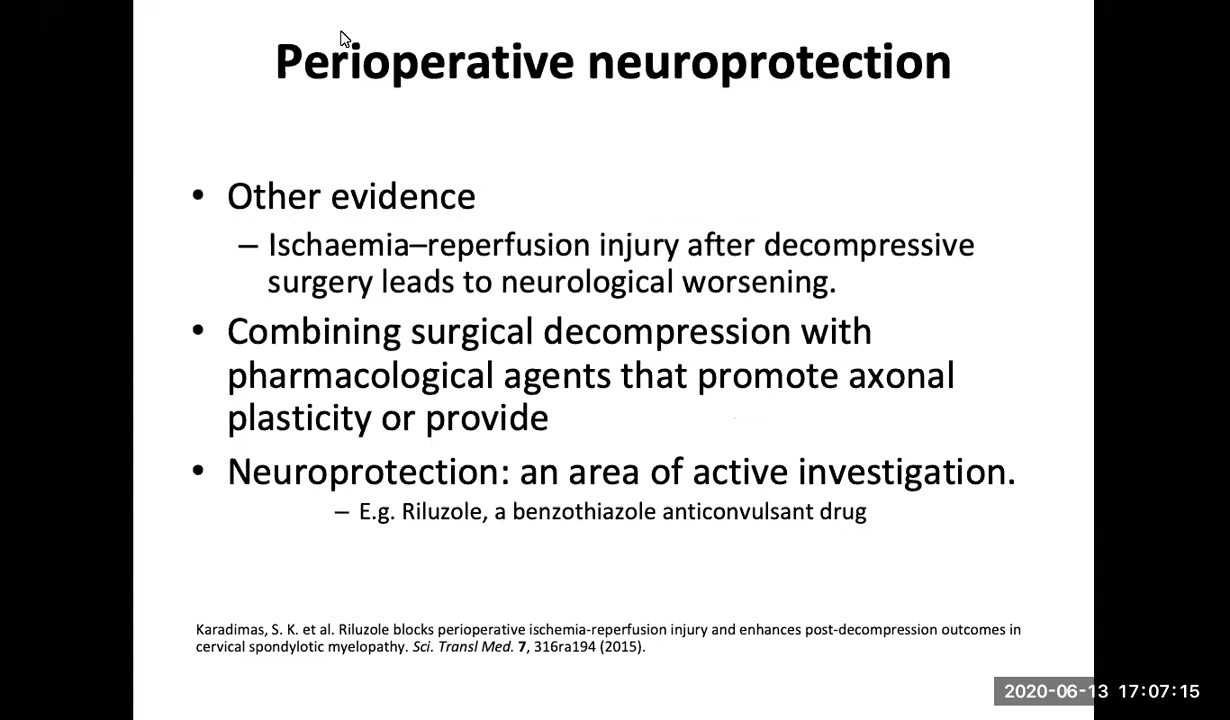 Perioperative neuroprotection
• Other evidence
– Ischaemia–reperfusion injury after decompressive
surgery leads to neurological worsening.
• Combining surgical decompression with
pharmacological agents that promote axonal
plasticity or provide
• Neuroprotection: an area of active investigation.
– E.g. Riluzole, a benzothiazole anticonvulsant drug
Karadimas, S. K. et al. Riluzole blocks perioperative ischemia-reperfusion injury and enhances post-decompression outcomes in
cervical spondylotic myelopathy. Sci. Transl Med. 7, 316ra194 (2015).
2020-06-13 17:07:15